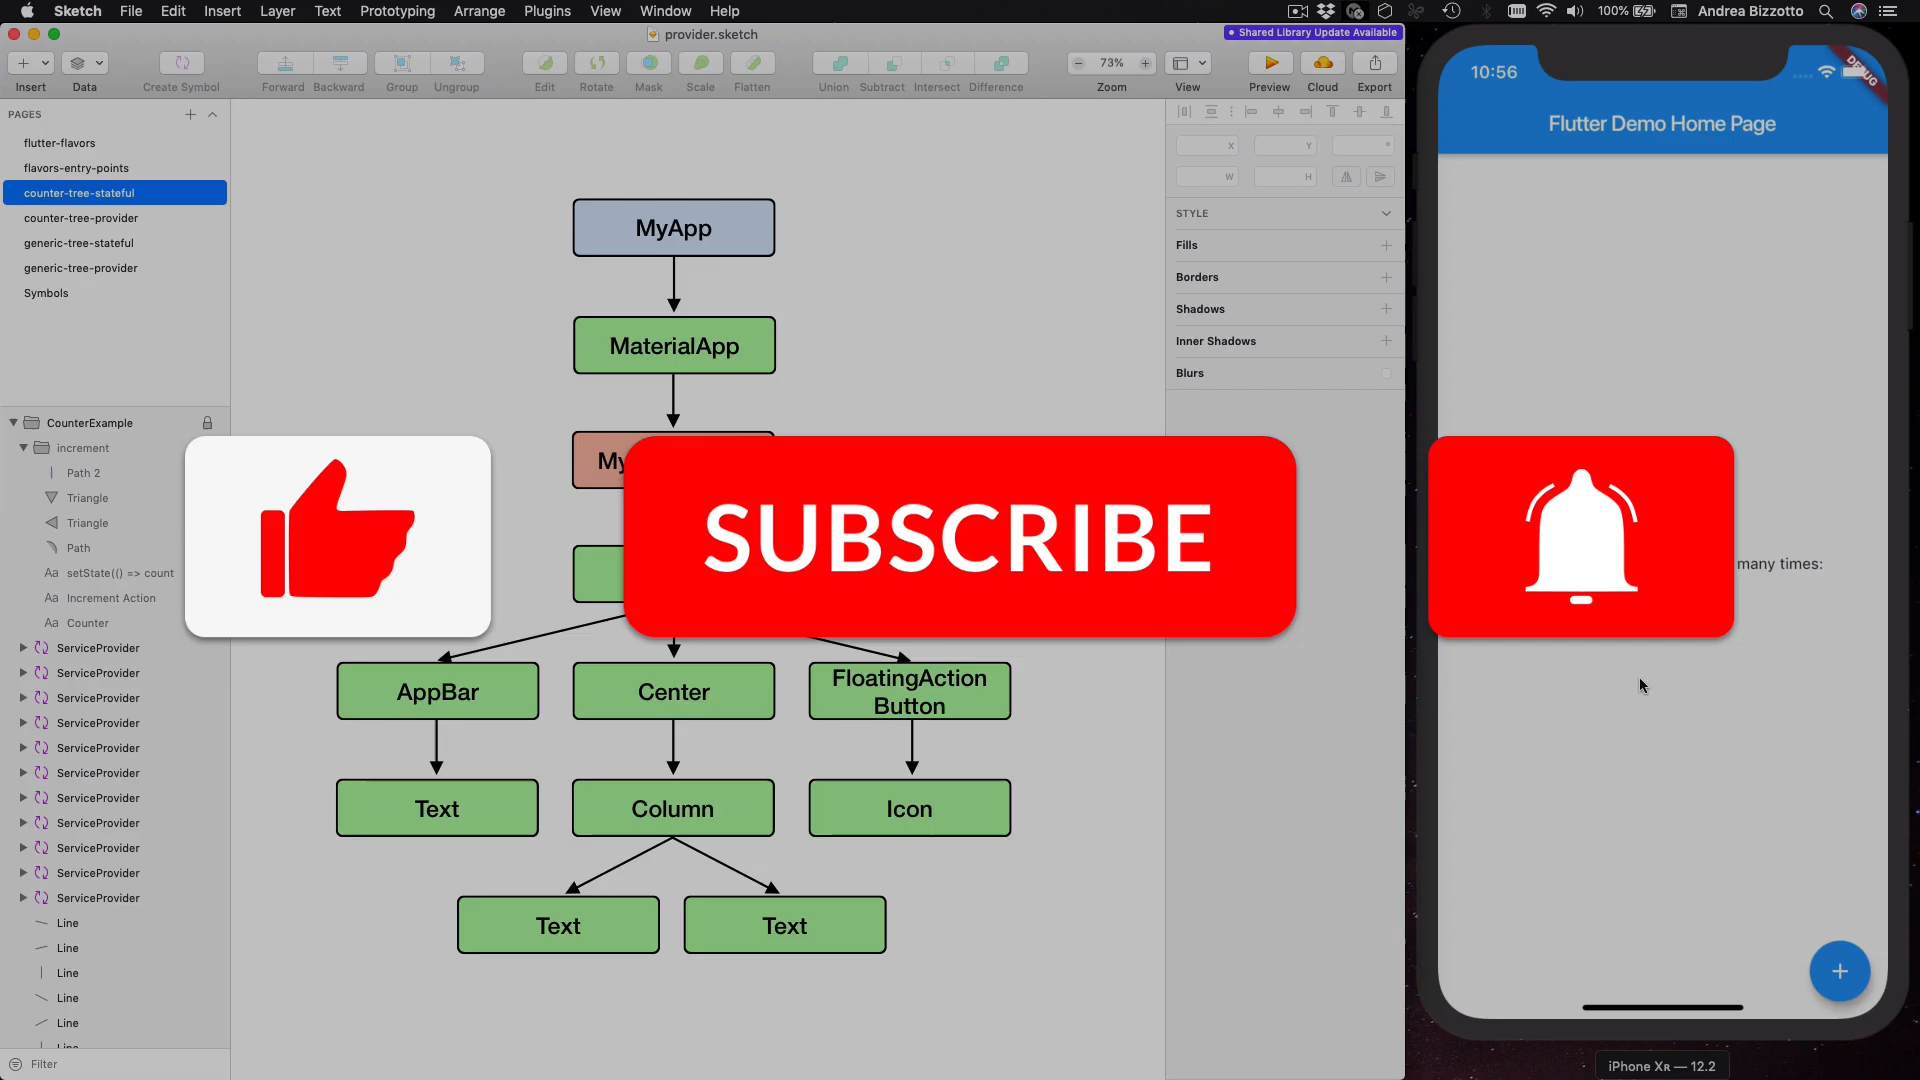 Sketch File Edit Insert Layer Text Prototyping Arrange Plugins View Window Help
100% Andrea Bizzotto
provider.sketch
Shared Library Update Available
73%
Insert Data Create Symbol Forward Backward Group Ungroup Edit Rotate Mask Scale Flatten Union Subtract Intersect Difference Zoom View Preview Cloud Export
PAGES
flutter-flavors
flavors-entry-points
counter-tree-stateful
counter-tree-provider
generic-tree-stateful
generic-tree-provider
Symbols
CounterExample
increment
Path 2
Triangle
Triangle
Path
Aa setState(() => count
Aa Increment Action
Aa Counter
ServiceProvider
ServiceProvider
ServiceProvider
ServiceProvider
ServiceProvider
ServiceProvider
ServiceProvider
ServiceProvider
ServiceProvider
ServiceProvider
ServiceProvider
Line
Line
Line
Line
Line
Filter
MyApp
MaterialApp
My
SUBSCRIBE
AppBar
Center
FloatingAction
Button
Text
Column
Icon
Text
Text
X
Y
°
W
H
STYLE
Fills
Borders
Shadows
Inner Shadows
Blurs
10:56
DEBUG
Flutter Demo Home Page
many times:
iPhone Xʀ — 12.2